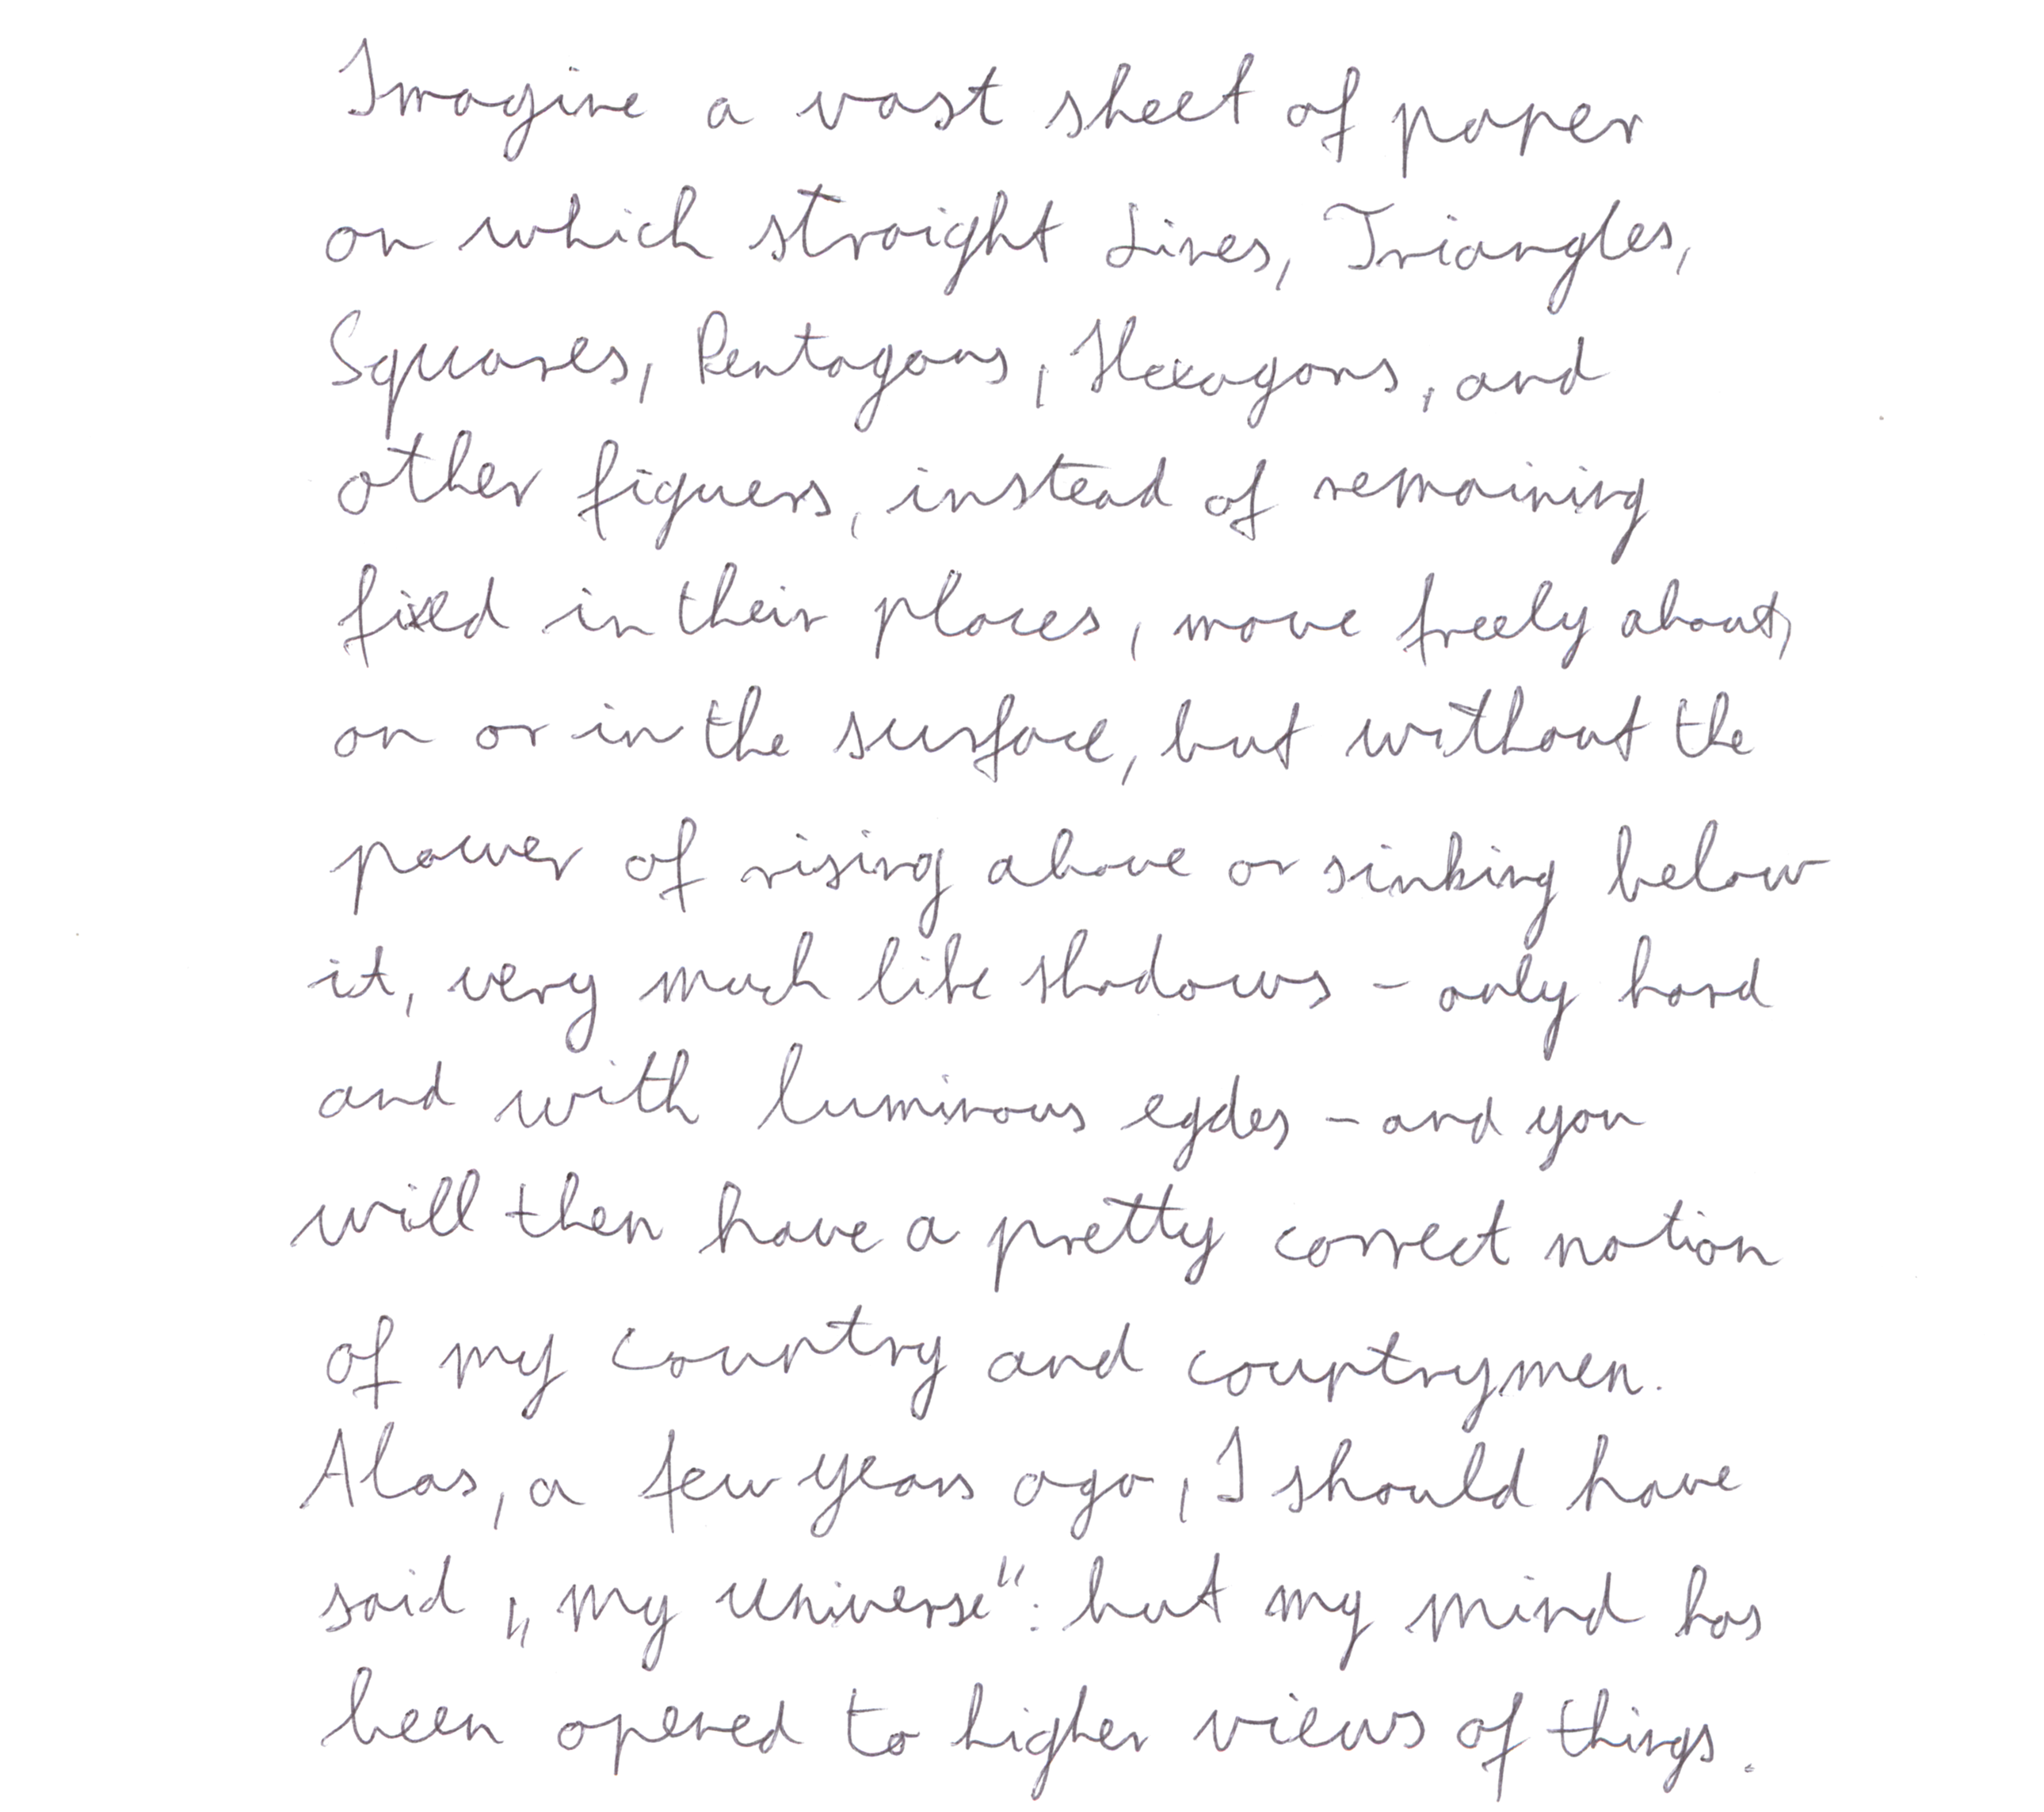 Imagine a vast sheet of paper
on which straight Lines, Triangles,
Squares, Pentagons, Hexagons, and
other figuers, instead of remaining
fixed in their places, move freely about,
on or in the surface, but without the
power of rising above or sinking below
it, very much like shadows - only hard
and with luminous egdes - and you
will then have a pretty correct notion
of my country and countrymen.
Alas, a few years ago, I should have
said „my universe“: but my mind has
been opened to higher views of things.